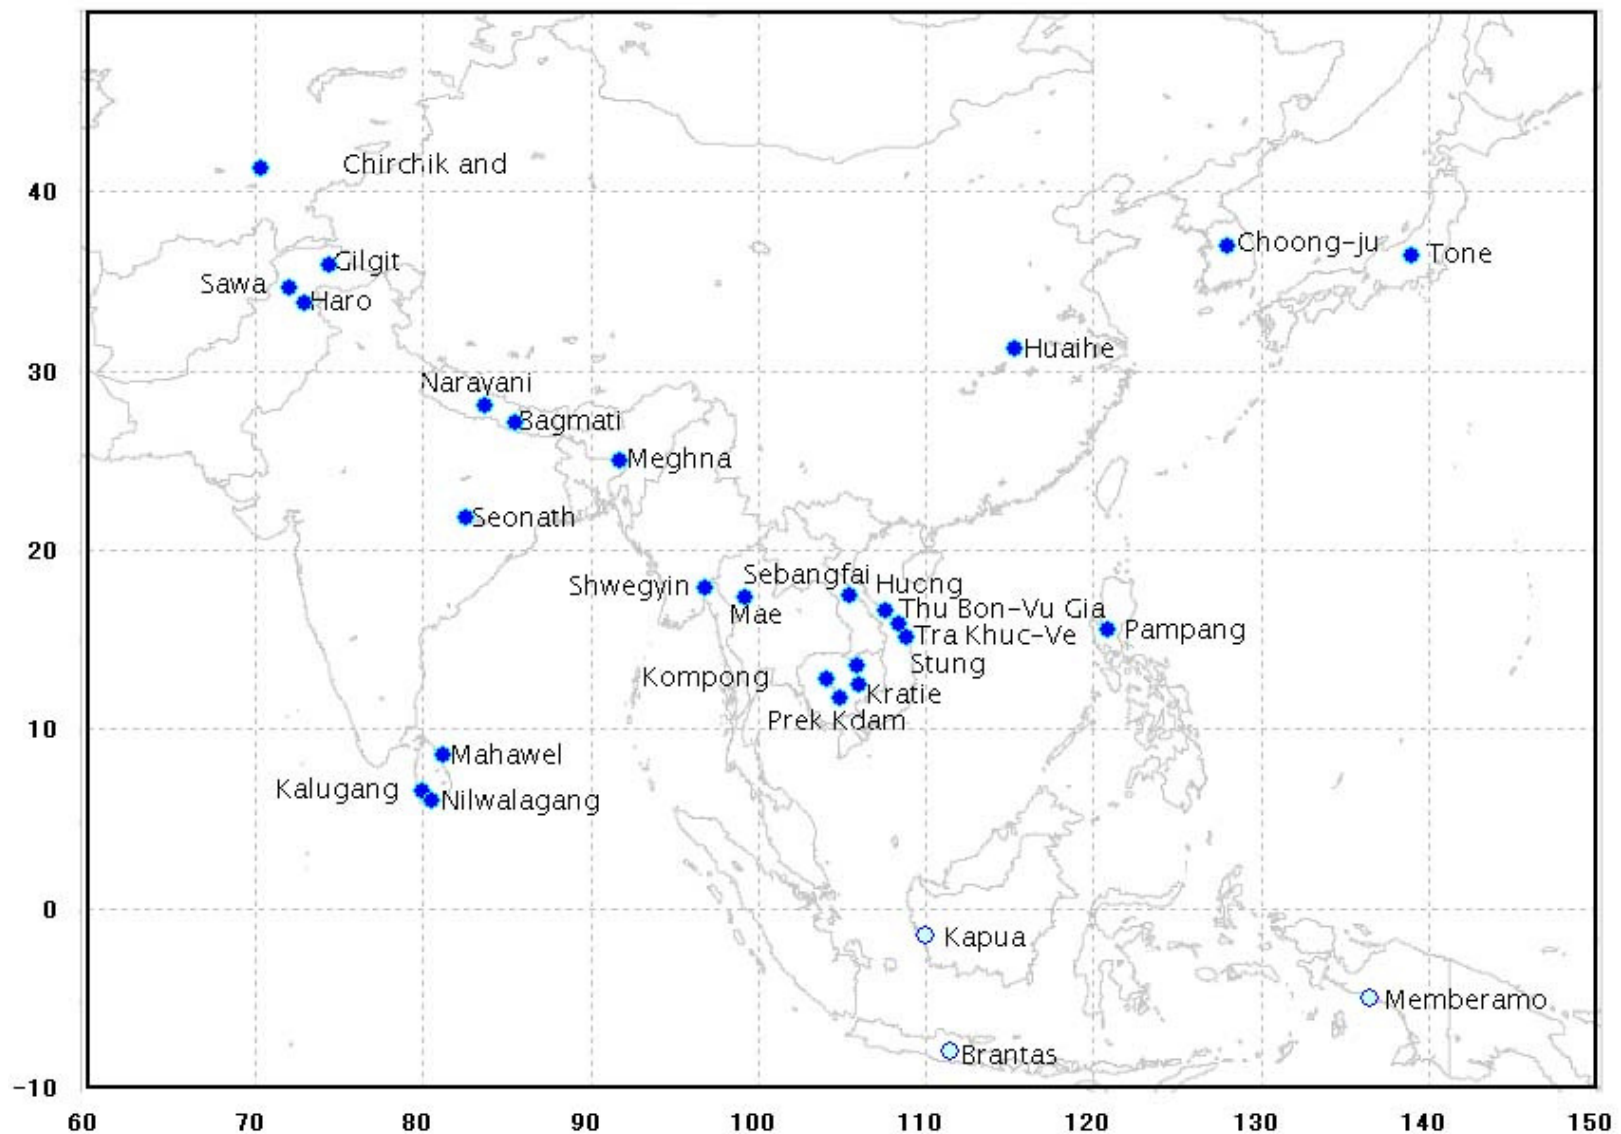 Chirchik and
40
Choong-ju
Tone
Gilgit
Sawa
Haro
Huaihe
30
Narayani
Bagmati
Meghna
Seonath
20
Sebangfai
Shwegyin
Huong
Mae
Thu Bon-Vu Gia
Pampang
Tra Khuc-Ve
Stung
Kompong
Kratie
Prek Kdam
10
Mahawel
Kalugang
Nilwalagang
0
Kapua
Memberamo
Brantas
-10
60 70 80 90 100 110 120 130 140 150